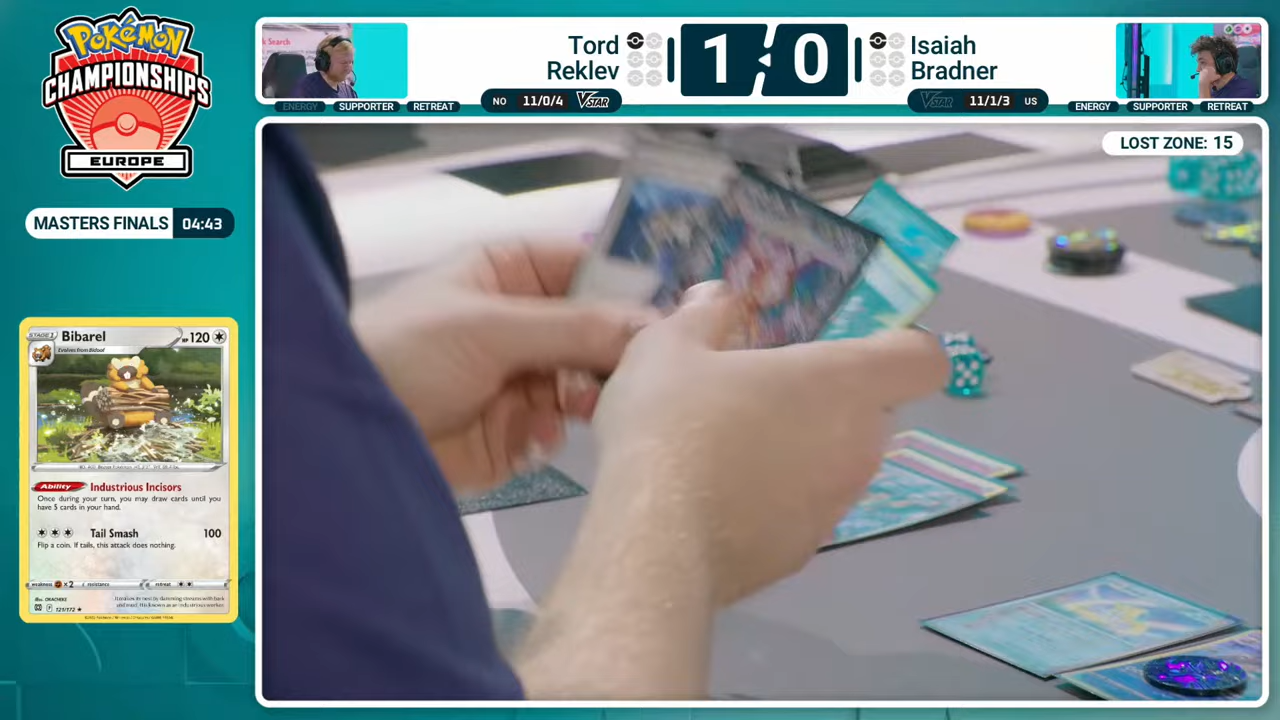 Pokémon
CHAMPIONSHIPS
EUROPE
MASTERS FINALS 04:43
Tord
Reklev
1 0
Isaiah
Bradner
NO 11/0/4 VSTAR
VSTAR 11/1/3 US
ENERGY SUPPORTER RETREAT
ENERGY SUPPORTER RETREAT
LOST ZONE: 15
STAGE 1
Bibarel
HP 120
Evolves from Bidoof
Ability Industrious Incisors
Once during your turn, you may draw cards until you
have 5 cards in your hand.
Tail Smash 100
Flip a coin. If tails, this attack does nothing.
weakness ×2 resistance retreat
121/172